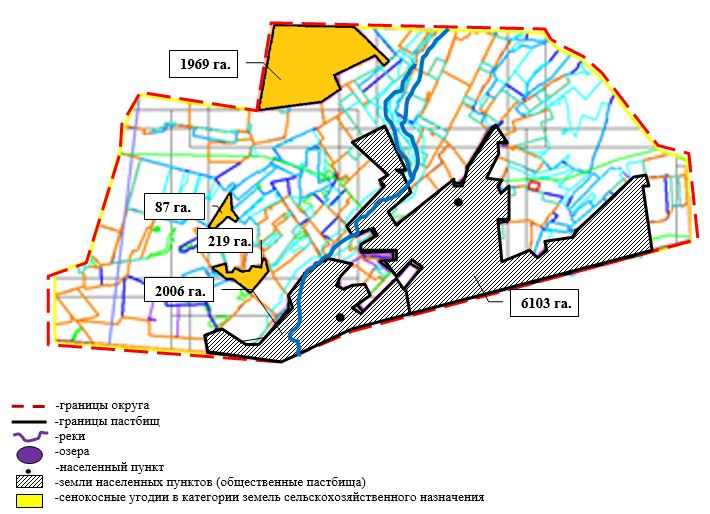 1969 га.
87 га.
219 га.
2006 га.
6103 га.
-границы округа
-границы пастбищ
-реки
-озера
-населенный пункт
-земли населенных пунктов (общественные пастбища)
-сенокосные угодии в категории земель сельскохозяйственного назначения